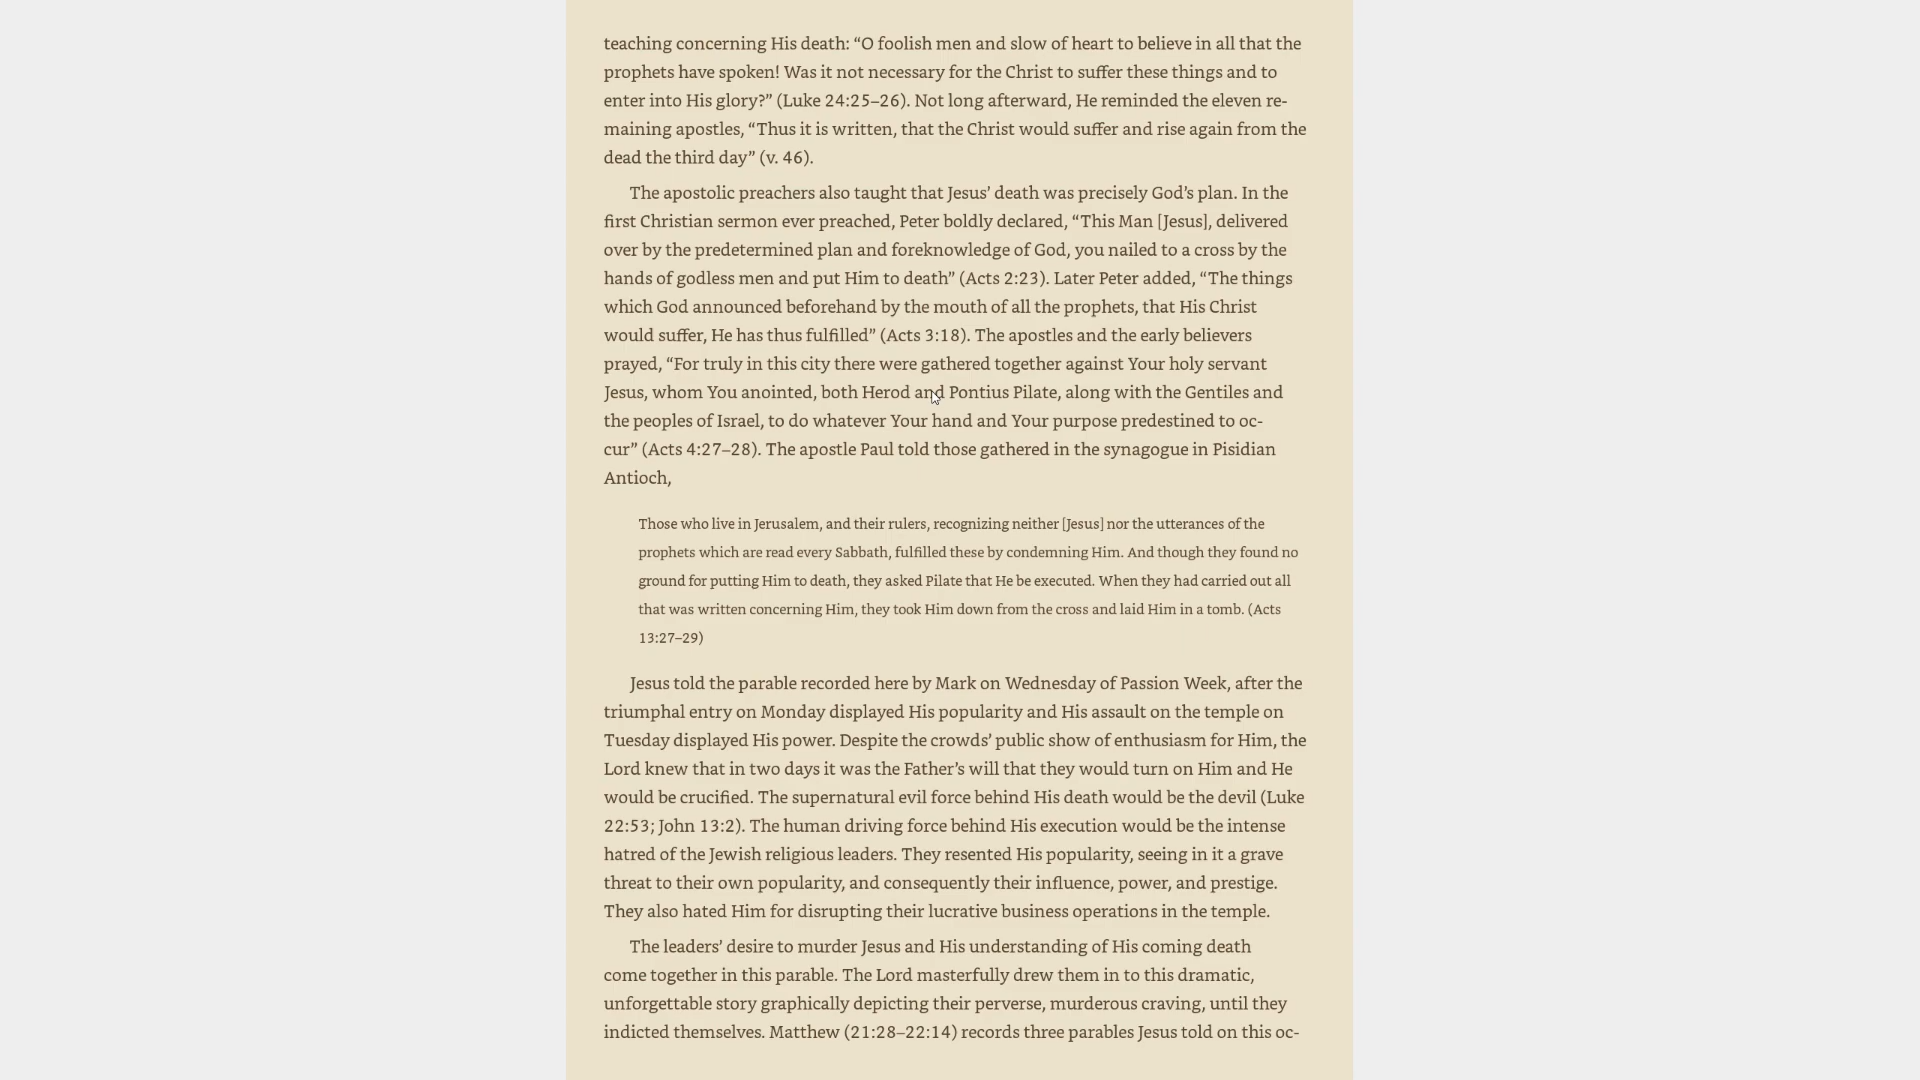 teaching concerning His death: “O foolish men and slow of heart to believe in all that the
prophets have spoken! Was it not necessary for the Christ to suffer these things and to
enter into His glory?” (Luke 24:25–26). Not long afterward, He reminded the eleven re-
maining apostles, “Thus it is written, that the Christ would suffer and rise again from the
dead the third day” (v. 46).
The apostolic preachers also taught that Jesus’ death was precisely God’s plan. In the
first Christian sermon ever preached, Peter boldly declared, “This Man [Jesus], delivered
over by the predetermined plan and foreknowledge of God, you nailed to a cross by the
hands of godless men and put Him to death” (Acts 2:23). Later Peter added, “The things
which God announced beforehand by the mouth of all the prophets, that His Christ
would suffer, He has thus fulfilled” (Acts 3:18). The apostles and the early believers
prayed, “For truly in this city there were gathered together against Your holy servant
Jesus, whom You anointed, both Herod and Pontius Pilate, along with the Gentiles and
the peoples of Israel, to do whatever Your hand and Your purpose predestined to oc-
cur” (Acts 4:27–28). The apostle Paul told those gathered in the synagogue in Pisidian
Antioch,
Those who live in Jerusalem, and their rulers, recognizing neither [Jesus] nor the utterances of the
prophets which are read every Sabbath, fulfilled these by condemning Him. And though they found no
ground for putting Him to death, they asked Pilate that He be executed. When they had carried out all
that was written concerning Him, they took Him down from the cross and laid Him in a tomb. (Acts
13:27–29)
Jesus told the parable recorded here by Mark on Wednesday of Passion Week, after the
triumphal entry on Monday displayed His popularity and His assault on the temple on
Tuesday displayed His power. Despite the crowds’ public show of enthusiasm for Him, the
Lord knew that in two days it was the Father’s will that they would turn on Him and He
would be crucified. The supernatural evil force behind His death would be the devil (Luke
22:53; John 13:2). The human driving force behind His execution would be the intense
hatred of the Jewish religious leaders. They resented His popularity, seeing in it a grave
threat to their own popularity, and consequently their influence, power, and prestige.
They also hated Him for disrupting their lucrative business operations in the temple.
The leaders’ desire to murder Jesus and His understanding of His coming death
come together in this parable. The Lord masterfully drew them in to this dramatic,
unforgettable story graphically depicting their perverse, murderous craving, until they
indicted themselves. Matthew (21:28–22:14) records three parables Jesus told on this oc-